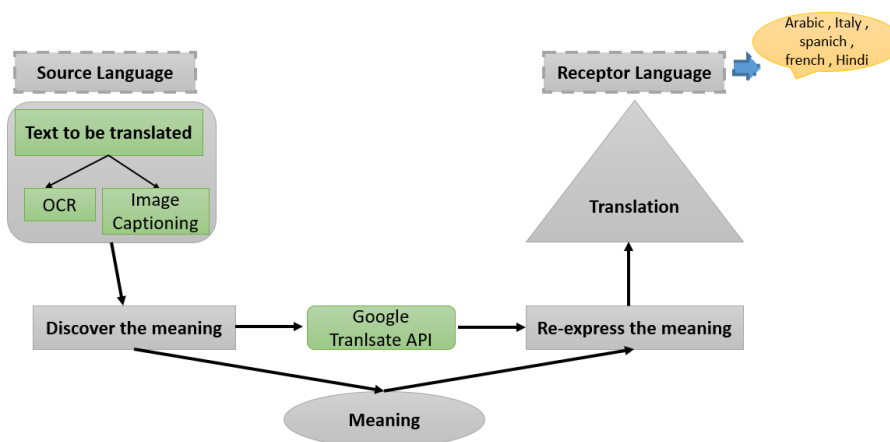 Arabic , Italy ,
spanich ,
french , Hindi
Source Language
Receptor Language
Text to be translated
OCR
Image
Captioning
Translation
Discover the meaning
Google
Tranlsate API
Re-express the meaning
Meaning